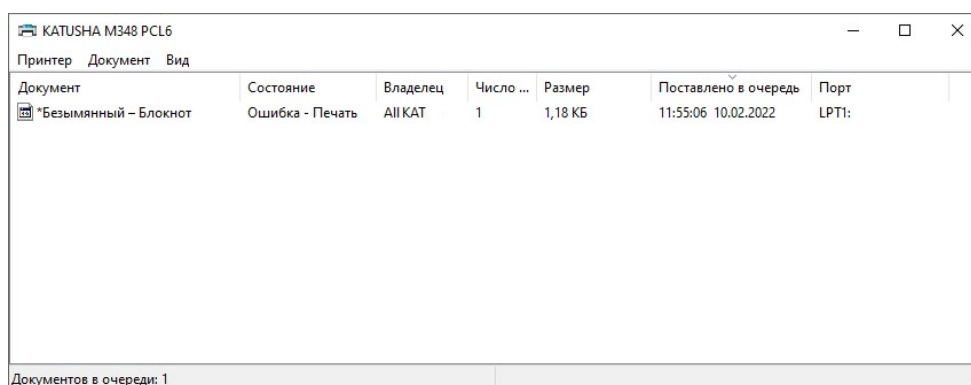 KATUSHA M348 PCL6
Принтер Документ Вид
Документ Состояние Владелец Число ... Размер Поставлено в очередь Порт
*Безымянный – Блокнот Ошибка - Печать All KAT 1 1,18 КБ 11:55:06 10.02.2022 LPT1:
Документов в очереди: 1